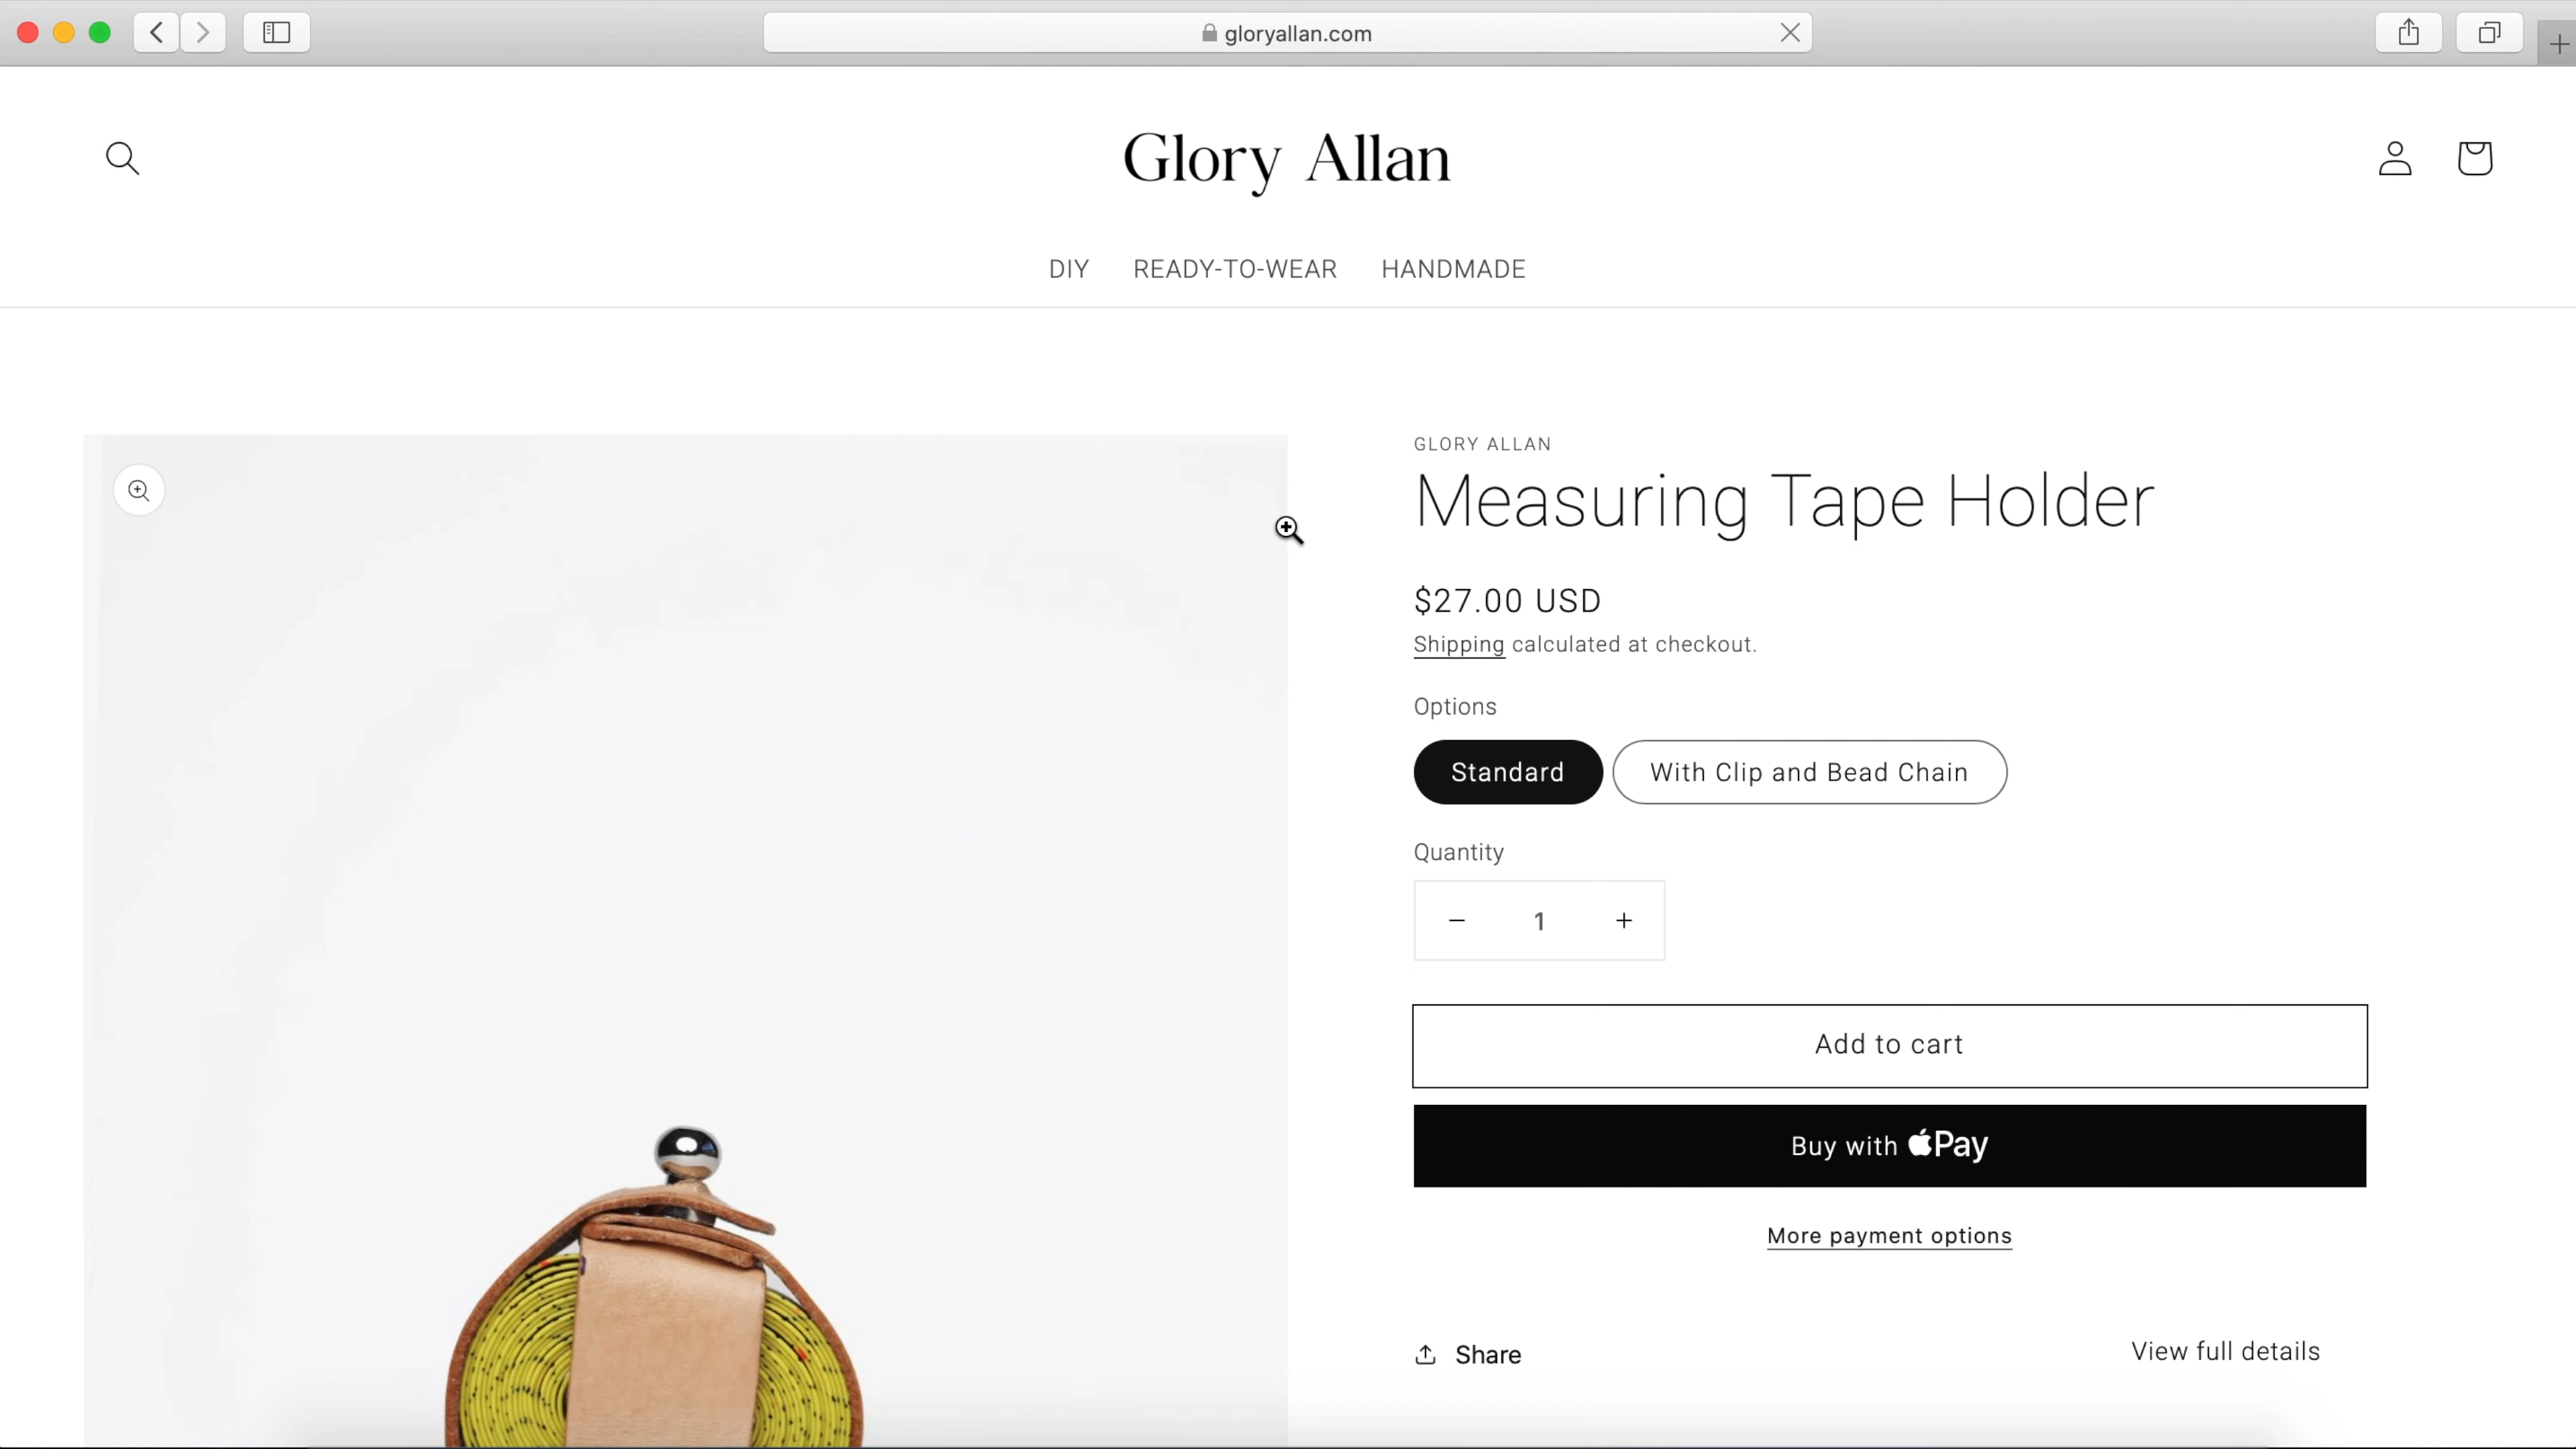 gloryallan.com
Glory Allan
DIY READY-TO-WEAR HANDMADE
GLORY ALLAN
Measuring Tape Holder
$27.00 USD
Shipping calculated at checkout.
Options
Standard With Clip and Bead Chain
Quantity
1
Add to cart
Buy with Pay
More payment options
Share View full details